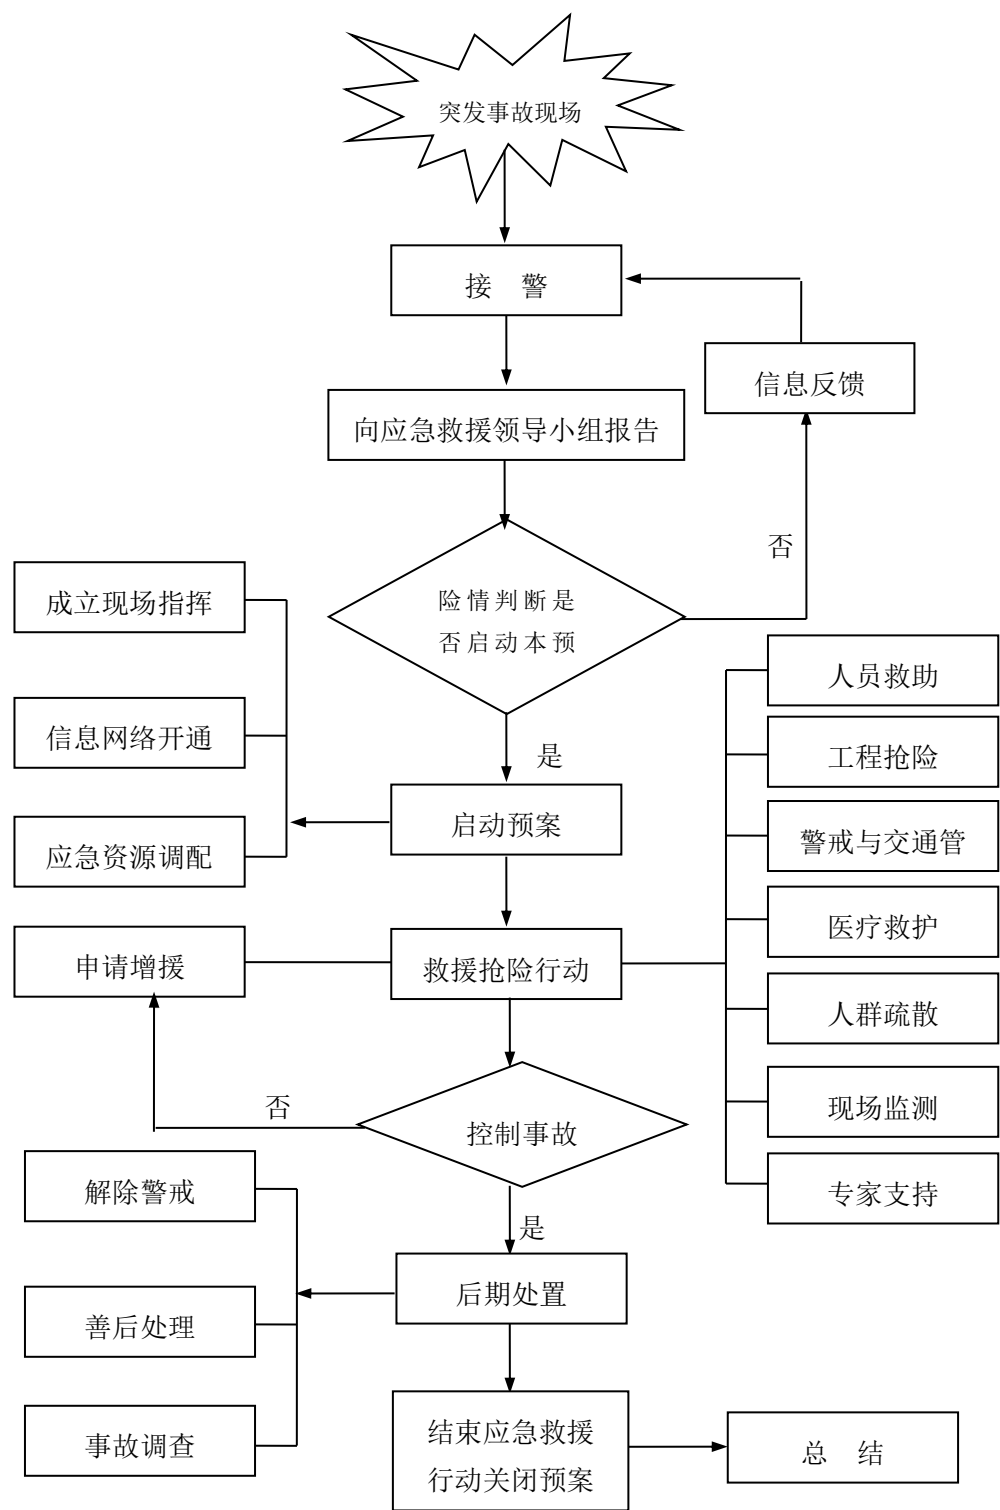 突发事故现场
接 警
信息反馈
向应急救援领导小组报告
否
险情判断是
否启动本预
成立现场指挥
信息网络开通
应急资源调配
是
启动预案
人员救助
工程抢险
警戒与交通管
医疗救护
人群疏散
现场监测
专家支持
申请增援
救援抢险行动
否
控制事故
是
解除警戒
善后处理
事故调查
后期处置
结束应急救援
行动关闭预案
总 结